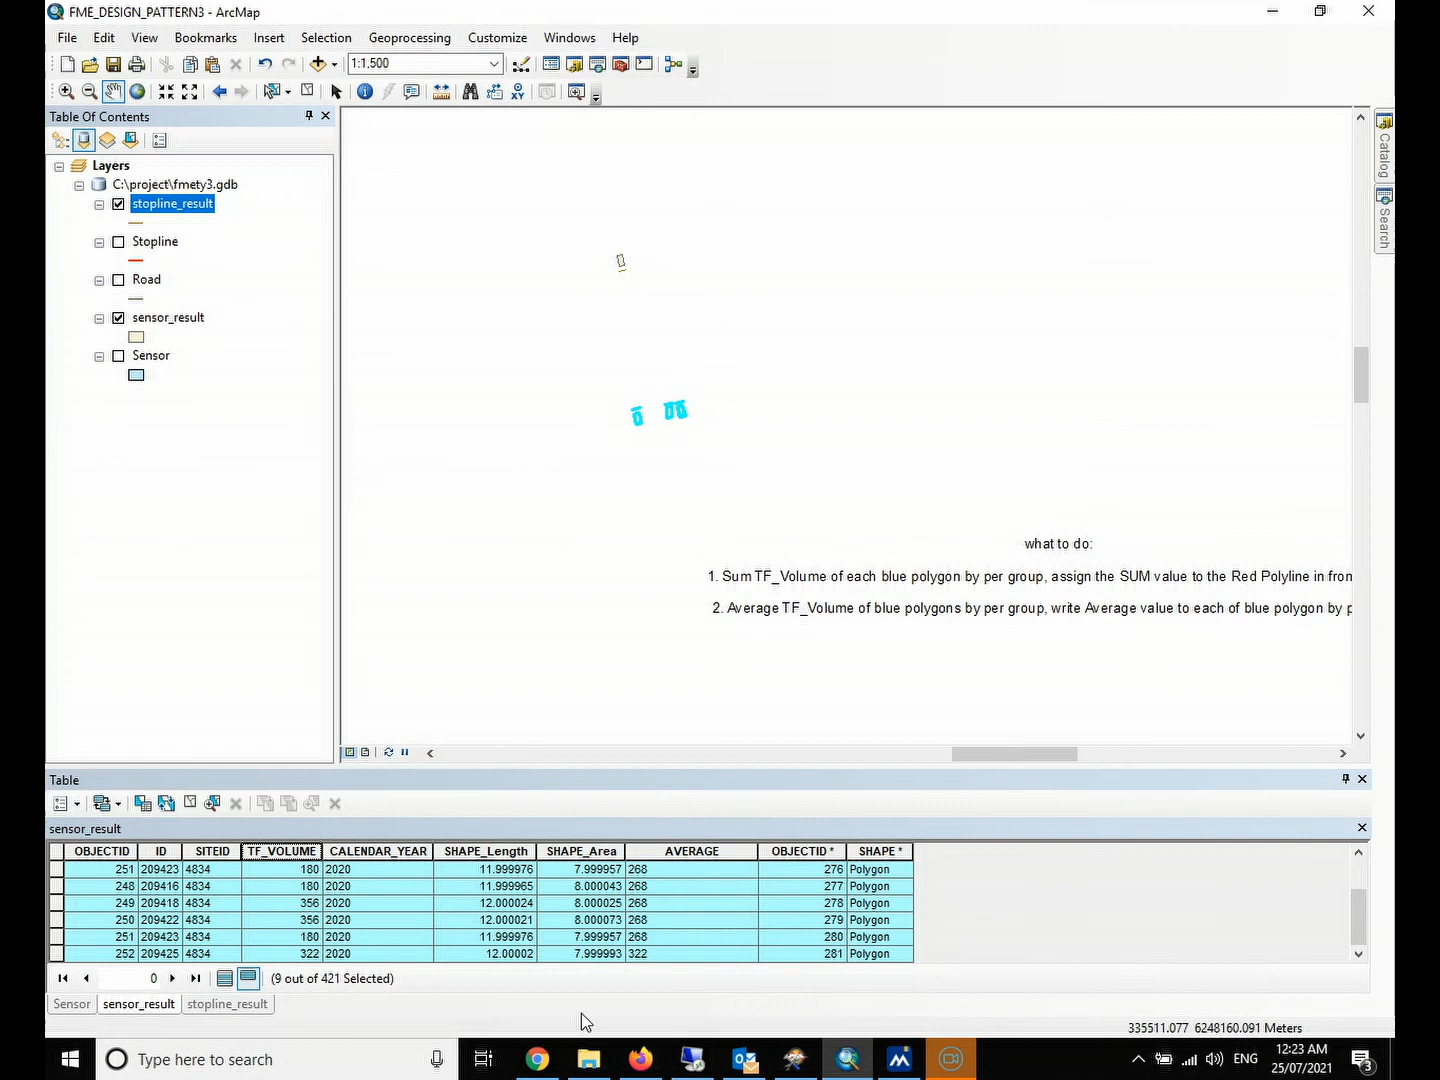 FME_DESIGN_PATTERN3 - ArcMap
File Edit View Bookmarks Insert Selection Geoprocessing Customize Windows Help
1:1,500
Table Of Contents
Layers
C:\project\fmety3.gdb
stopline_result
Stopline
Road
sensor_result
Sensor
Catalog
Search
what to do:
1. Sum TF_Volume of each blue polygon by per group, assign the SUM value to the Red Polyline in fron
2. Average TF_Volume of blue polygons by per group, write Average value to each of blue polygon by p
Table
sensor_result
OBJECTID ID SITEID TF_VOLUME CALENDAR_YEAR SHAPE_Length SHAPE_Area AVERAGE OBJECTID * SHAPE *
251 209423 4834 180 2020 11.999976 7.999957 268 276 Polygon
248 209416 4834 180 2020 11.999965 8.000043 268 277 Polygon
249 209418 4834 356 2020 12.000024 8.000025 268 278 Polygon
250 209422 4834 356 2020 12.000021 8.000073 268 279 Polygon
251 209423 4834 180 2020 11.999976 7.999957 268 280 Polygon
252 209425 4834 322 2020 12.00002 7.999993 322 281 Polygon
0 (9 out of 421 Selected)
Sensor sensor_result stopline_result
335511.077 6248160.091 Meters
Type here to search
ENG
12:23 AM
25/07/2021
3